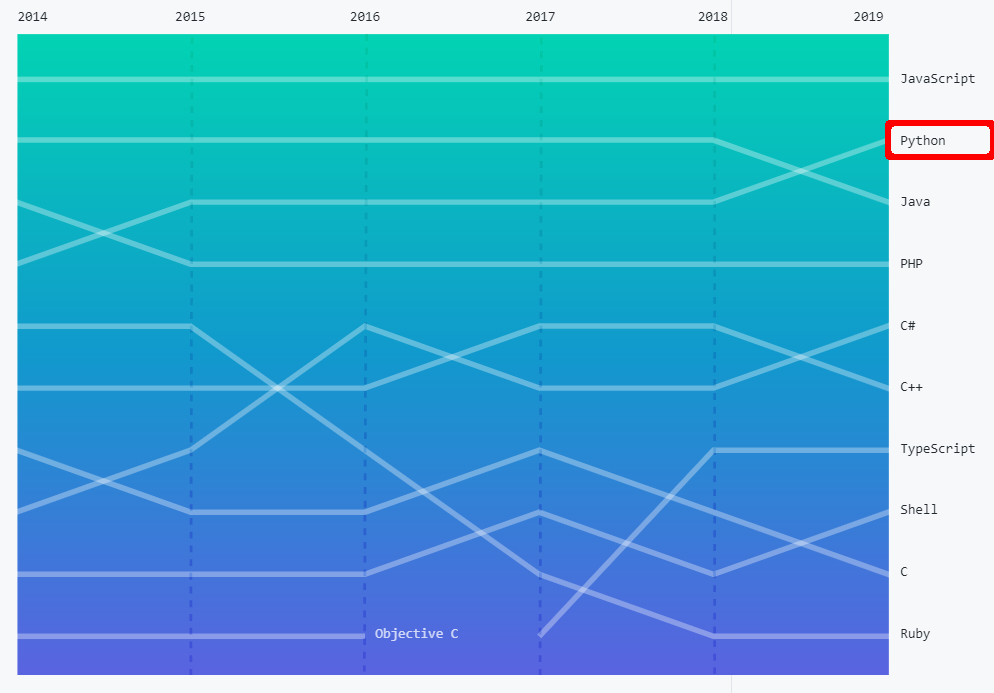 2014 2015 2016 2017 2018 2019
JavaScript
Python
Java
PHP
C#
C++
TypeScript
Shell
C
Objective C
Ruby